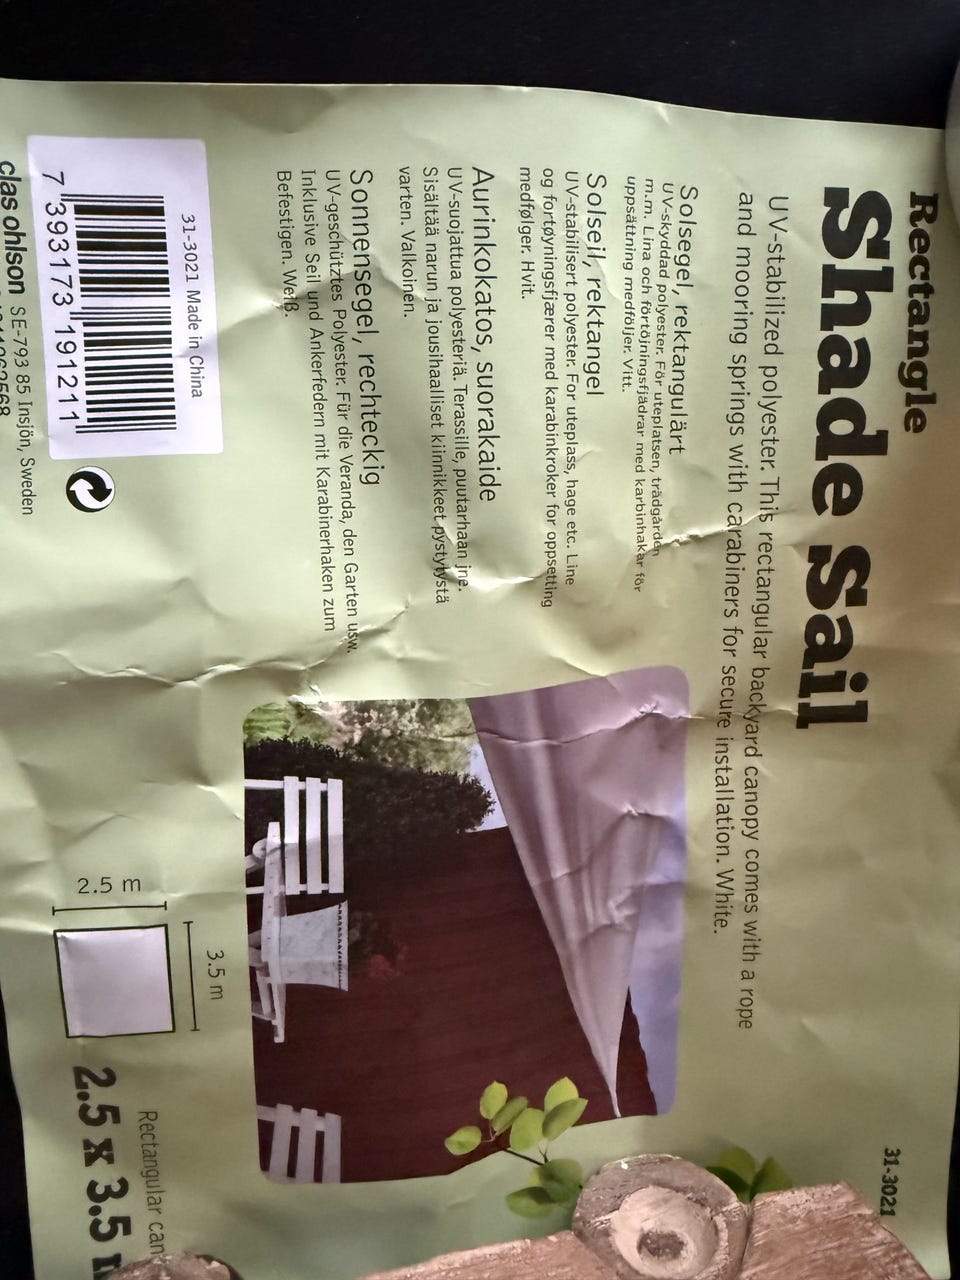 Rectangle
Shade Sail
31-3021
UV-stabilized polyester. This rectangular backyard canopy comes with a rope
and mooring springs with carabiners for secure installation. White.
Solsegel, rektangulärt
UV-skyddad polyester. För uteplatsen, trädgården
m.m. Lina och förtöjningsfjädrar med karbinhakar för
uppsättning medföljer. Vitt.
Solseil, rektangel
UV-stabilisert polyester. For uteplass, hage etc. Line
og fortøyningsfjærer med karabinkroker for oppsetting
medfølger. Hvit.
Aurinkokatos, suorakaide
UV-suojattua polyesteriä. Terassille, puutarhaan jne.
Sisältää narun ja jousihaalliset kiinnikkeet pystytystä
varten. Valkoinen.
Sonnensegel, rechteckig
UV-geschütztes Polyester. Für die Veranda, den Garten usw.
Inklusive Seil und Ankerfedern mit Karabinerhaken zum
Befestigen. Weiß.
31-3021 Made in China
7 393173 191211
clas ohlson SE-793 85 Insjön, Sweden
3.5 m
2.5 m
Rectangular
2.5 x 3.5